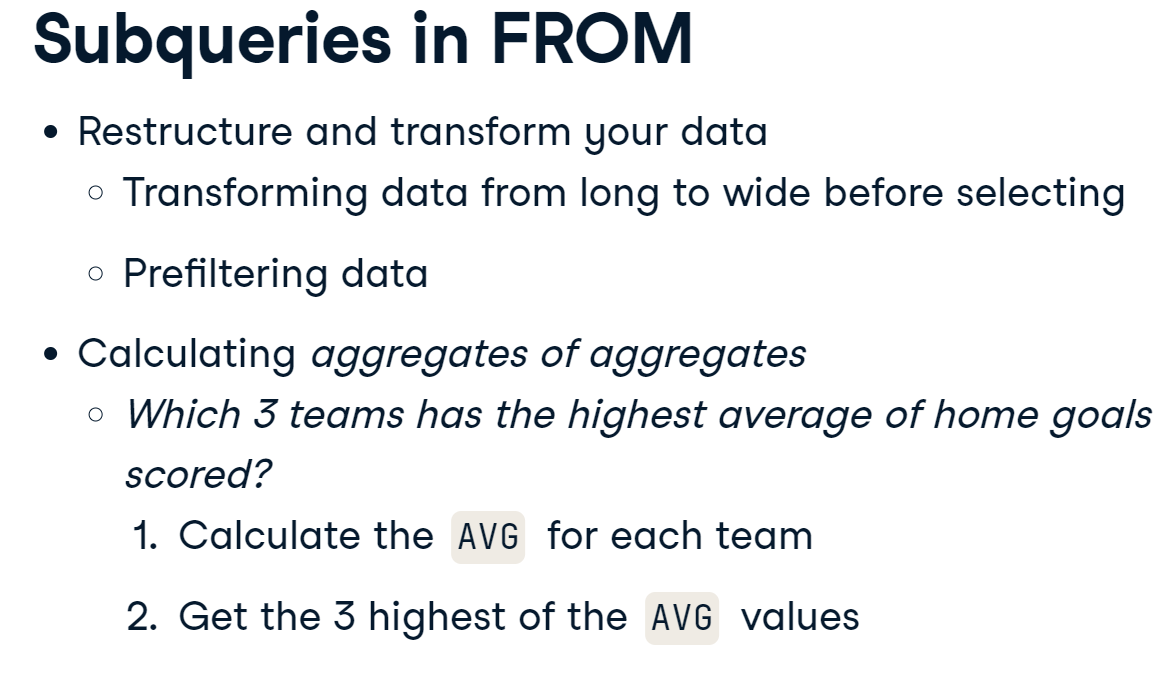 Subqueries in FROM
• Restructure and transform your data
○ Transforming data from long to wide before selecting
○ Prefiltering data
• Calculating aggregates of aggregates
○ Which 3 teams has the highest average of home goals
scored?
1. Calculate the AVG for each team
2. Get the 3 highest of the AVG values